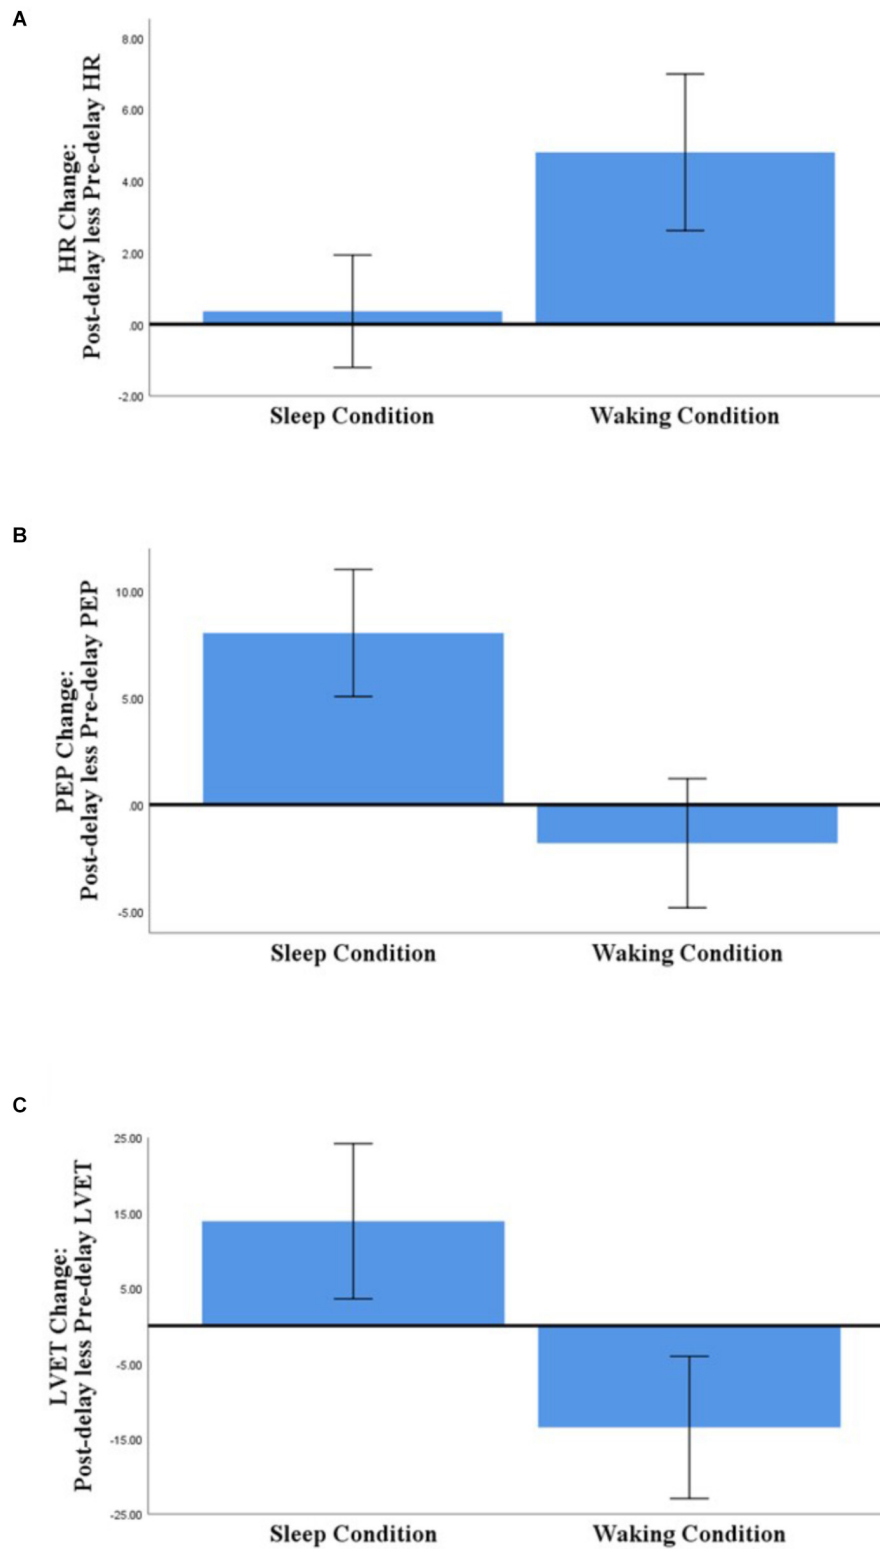 A
HR Change:
Post-delay less Pre-delay HR
8.00
6.00
4.00
2.00
.00
-2.00
Sleep Condition
Waking Condition
B
PEP Change:
Post-delay less Pre-delay PEP
10.00
5.00
.00
-5.00
Sleep Condition
Waking Condition
C
LVET Change:
Post-delay less Pre-delay LVET
25.00
15.00
5.00
-5.00
-15.00
-25.00
Sleep Condition
Waking Condition